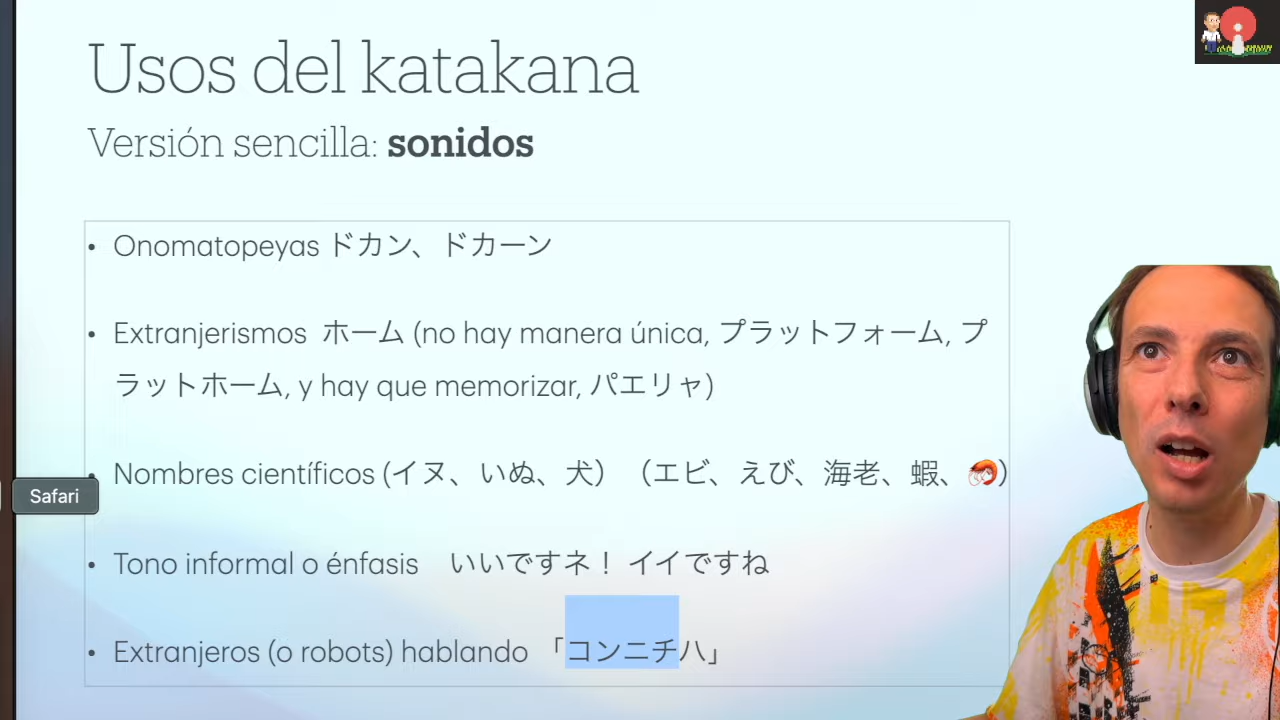 Usos del katakana
Versión sencilla: sonidos
• Onomatopeyas ドカン、ドカーン
• Extranjerismos ホーム (no hay manera única, プラットフォーム, プ
ラットホーム, y hay que memorizar, パエリャ)
• Nombres científicos (イヌ、いぬ、犬）（エビ、えび、海老、蝦、🦐)
Safari
• Tono informal o énfasis　いいですネ！ イイですね
• Extranjeros (o robots) hablando 「コンニチハ」